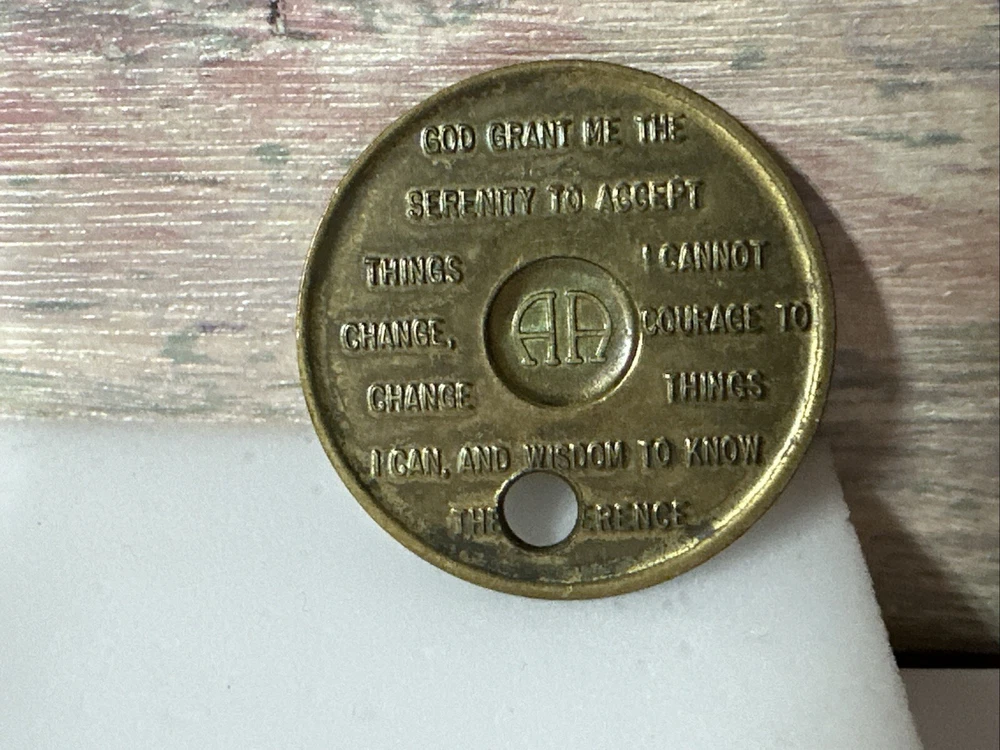 GOD GRANT ME THE
SERENITY TO ACCEPT
THINGS I CANNOT
CHANGE, AA COURAGE TO
CHANGE THINGS
I CAN, AND WISDOM TO KNOW
THE ERENCE